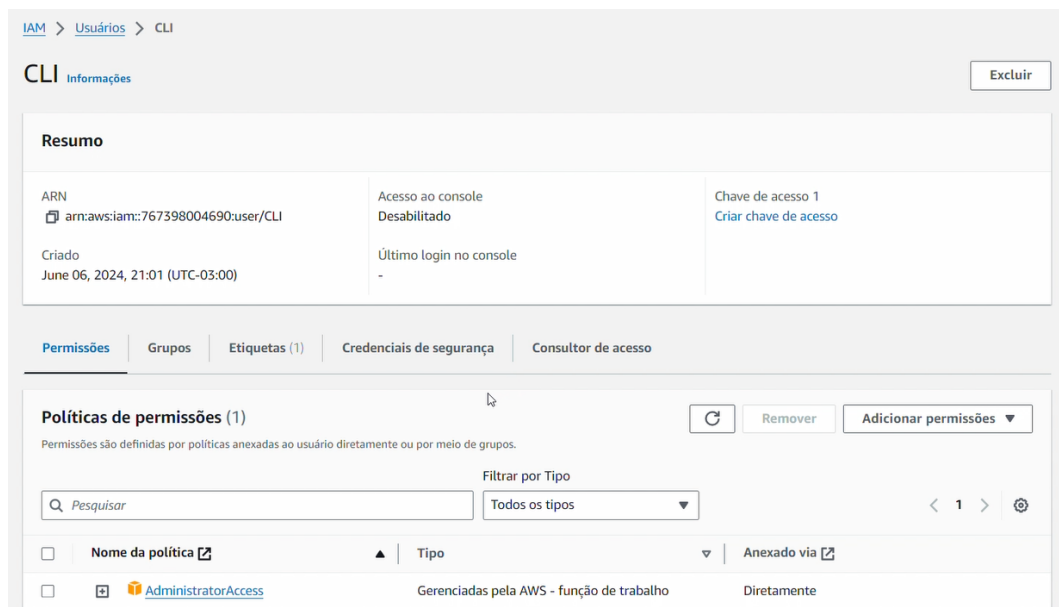 IAM > Usuários > CLI
CLI Informações
Excluir
Resumo
ARN
arn:aws:iam::767398004690:user/CLI
Acesso ao console
Desabilitado
Chave de acesso 1
Criar chave de acesso
Criado
June 06, 2024, 21:01 (UTC-03:00)
Último login no console
-
Permissões Grupos Etiquetas (1) Credenciais de segurança Consultor de acesso
Políticas de permissões (1)
Remover
Adicionar permissões
Permissões são definidas por políticas anexadas ao usuário diretamente ou por meio de grupos.
Filtrar por Tipo
Pesquisar
Todos os tipos
< 1 >
Nome da política Tipo Anexado via
AdministratorAccess Gerenciadas pela AWS - função de trabalho Diretamente